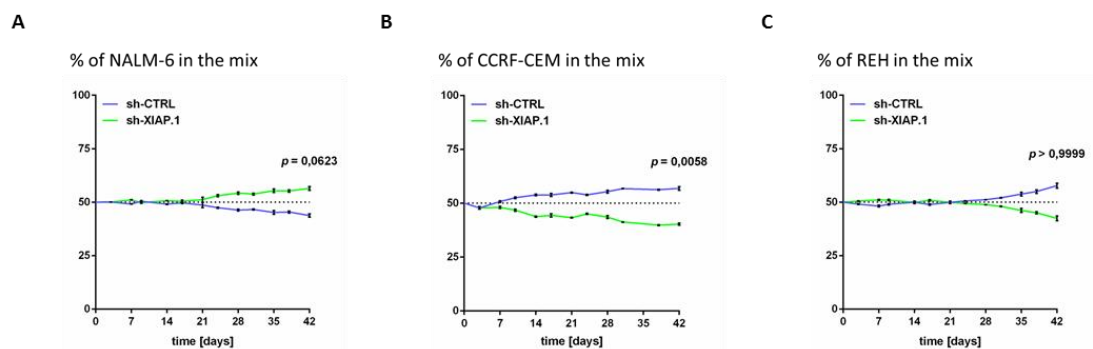 A
% of NALM-6 in the mix
100
75
50
25
0
sh-CTRL
sh-XIAP.1
p = 0,0623
0 7 14 21 28 35 42
time [days]
B
% of CCRF-CEM in the mix
100
75
50
25
0
sh-CTRL
sh-XIAP.1
p = 0,0058
0 7 14 21 28 35 42
time [days]
C
% of REH in the mix
100
75
50
25
0
sh-CTRL
sh-XIAP.1
p > 0,9999
0 7 14 21 28 35 42
time [days]